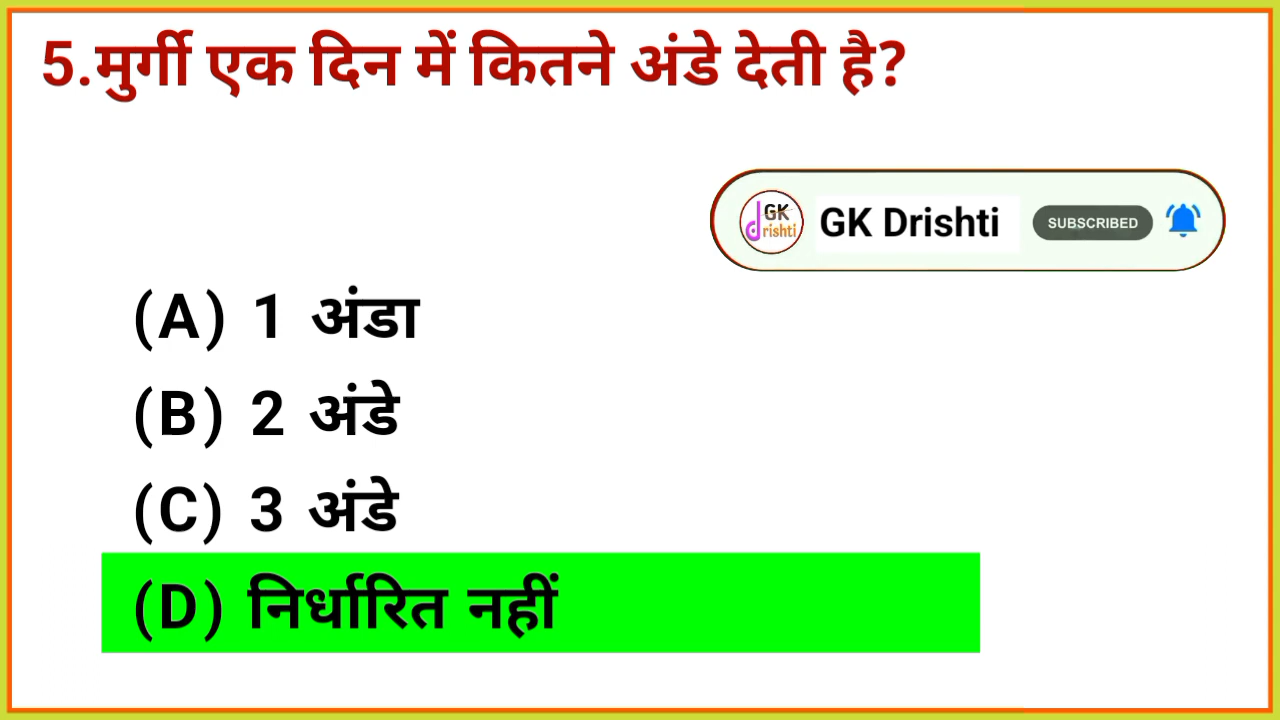 5.मुर्गी एक दिन में कितने अंडे देती है?
GK Drishti
GK Drishti SUBSCRIBED
(A) 1 अंडा
(B) 2 अंडे
(C) 3 अंडे
(D) निर्धारित नहीं